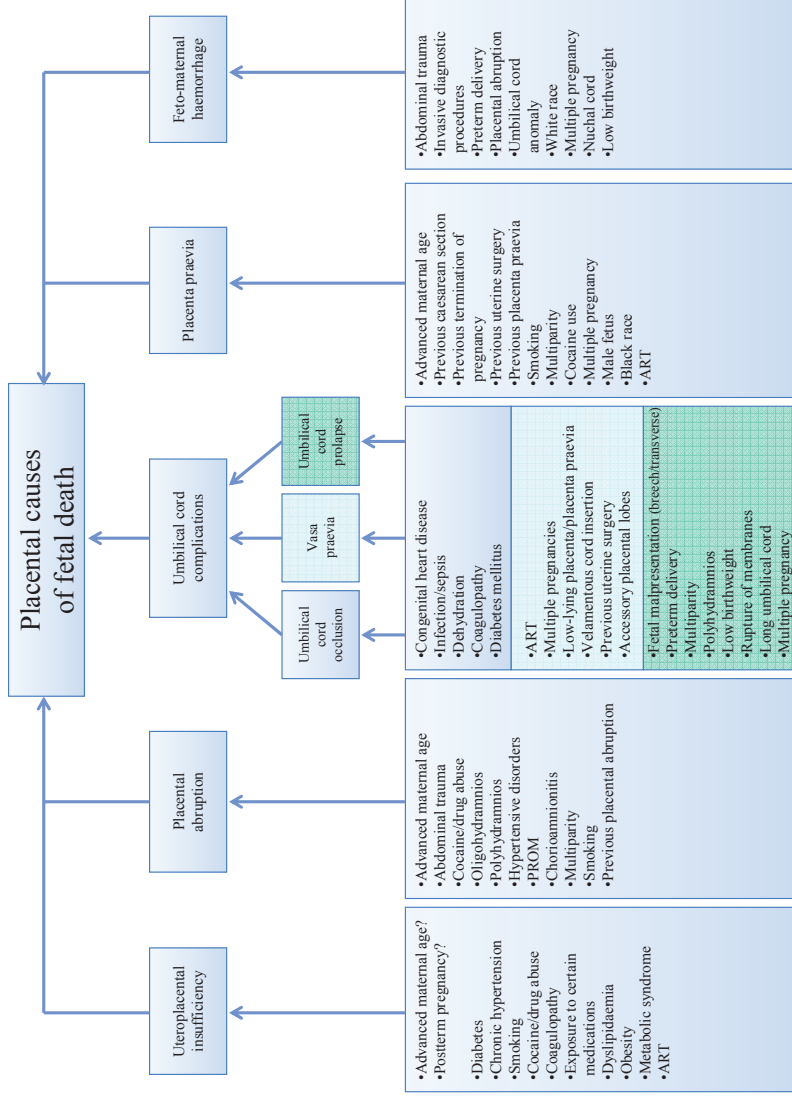 Placental causes
of fetal death
Uteroplacental
insufficiency
Placental
abruption
Umbilical cord
complications
Placenta praevia
Feto-maternal
haemorrhage
Umbilical
cord
occlusion
Vasa
praevia
Umbilical
cord
prolapse
•Advanced maternal age?
•Postterm pregnancy?
•Diabetes
•Chronic hypertension
•Smoking
•Cocaine/drug abuse
•Coagulopathy
•Exposure to certain
medications
•Dyslipidaemia
•Obesity
•Metabolic syndrome
•ART
•Advanced maternal age
•Abdominal trauma
•Cocaine/drug abuse
•Oligohydramnios
•Polyhydramnios
•Hypertensive disorders
•PROM
•Chorioamnionitis
•Multiparity
•Smoking
•Previous placental abruption
•Congenital heart disease
•Infection/sepsis
•Dehydration
•Coagulopathy
•Diabetes mellitus
•ART
•Multiple pregnancies
•Low-lying placenta/placenta praevia
•Velamentous cord insertion
•Previous uterine surgery
•Accessory placental lobes
•Fetal malpresentation (breech/transverse)
•Preterm delivery
•Multiparity
•Polyhydramnios
•Low birthweight
•Rupture of membranes
•Long umbilical cord
•Multiple pregnancy
•Advanced maternal age
•Previous caesarean section
•Previous termination of
pregnancy
•Previous uterine surgery
•Previous placenta praevia
•Smoking
•Multiparity
•Cocaine use
•Multiple pregnancy
•Male fetus
•Black race
•ART
•Abdominal trauma
•Invasive diagnostic
procedures
•Preterm delivery
•Placental abruption
•Umbilical cord
anomaly
•White race
•Multiple pregnancy
•Nuchal cord
•Low birthweight